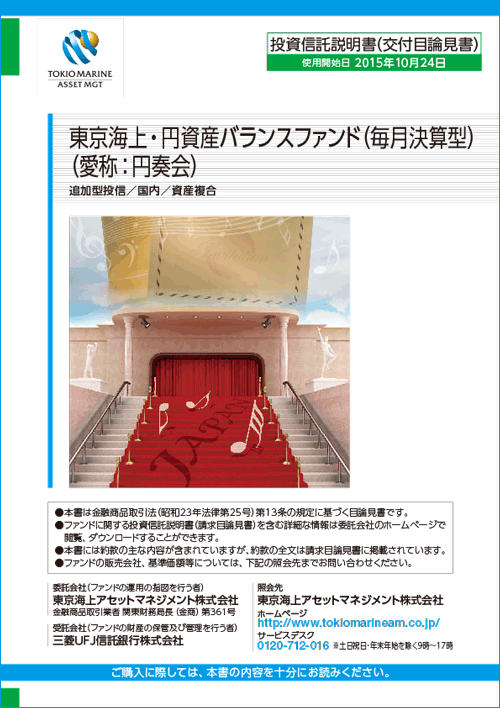 TOKIO MARINE
ASSET MGT
投資信託説明書(交付目論見書)
使用開始日 2015年10月24日
東京海上・円資産バランスファンド(毎月決算型)
(愛称:円奏会)
追加型投信/国内/資産複合
JAPAN
●本書は金融商品取引法(昭和23年法律第25号)第13条の規定に基づく目論見書です。
●ファンドに関する投資信託説明書(請求目論見書)を含む詳細な情報は委託会社のホームページで
閲覧、ダウンロードすることができます。
●本書には約款の主な内容が含まれていますが、約款の全文は請求目論見書に掲載されています。
●ファンドの販売会社、基準価額等については、下記の照会先までお問い合わせください。
委託会社(ファンドの運用の指図を行う者)
東京海上アセットマネジメント株式会社
金融商品取引業者 関東財務局長(金商)第361号
受託会社(ファンドの財産の保管及び管理を行う者)
三菱UFJ信託銀行株式会社
照会先
東京海上アセットマネジメント株式会社
ホームページ
http://www.tokiomarineam.co.jp/
サービスデスク
0120-712-016 ※土日祝日・年末年始を除く9時~17時
ご購入に際しては、本書の内容を十分にお読みください。